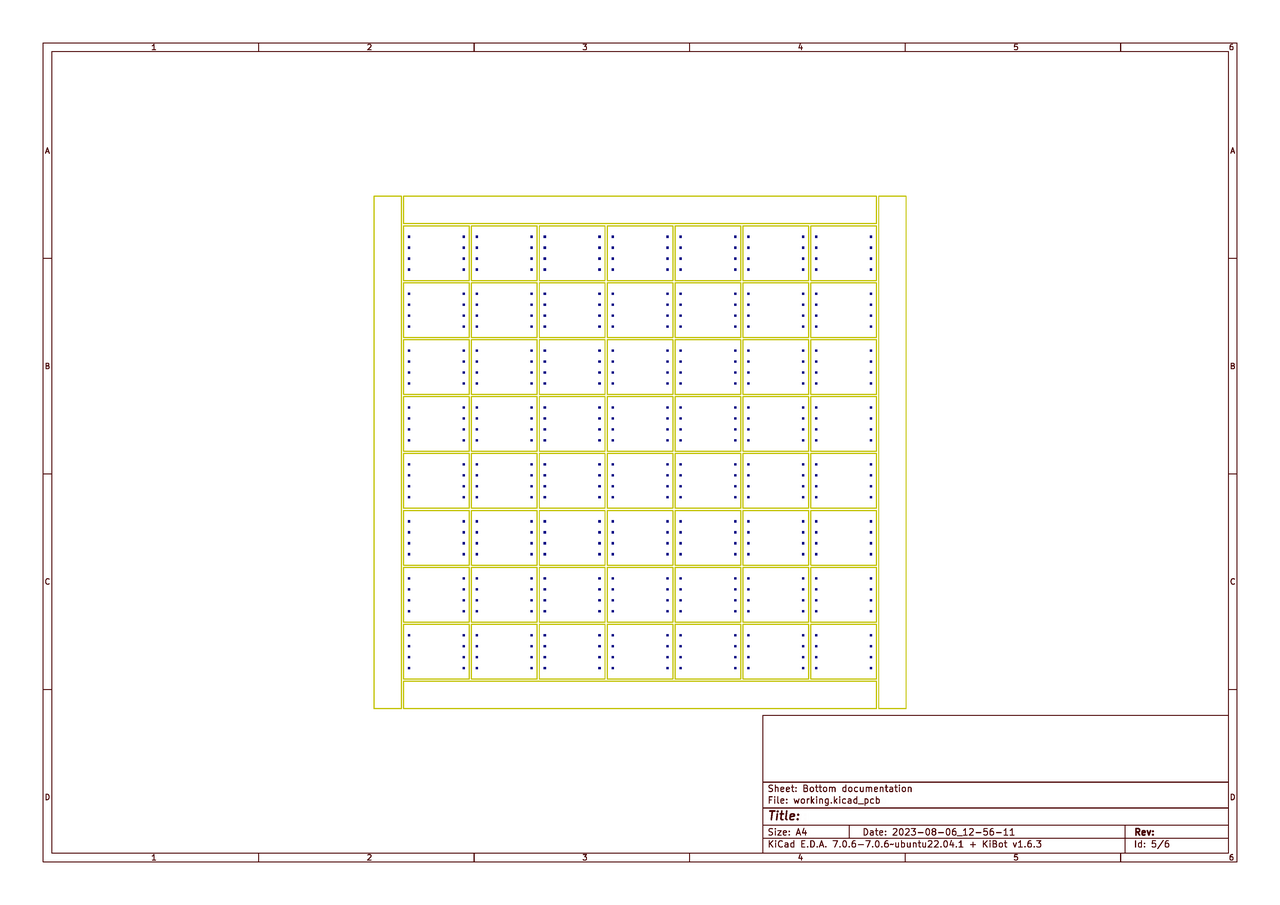 1 2 3 4 5 6
A A
B B
C C
D D
Sheet: Bottom documentation
File: working.kicad_pcb
Title:
Size: A4 Date: 2023-08-06_12-56-11 Rev:
KiCad E.D.A. 7.0.6-7.0.6~ubuntu22.04.1 + KiBot v1.6.3 Id: 5/6
1 2 3 4 5 6